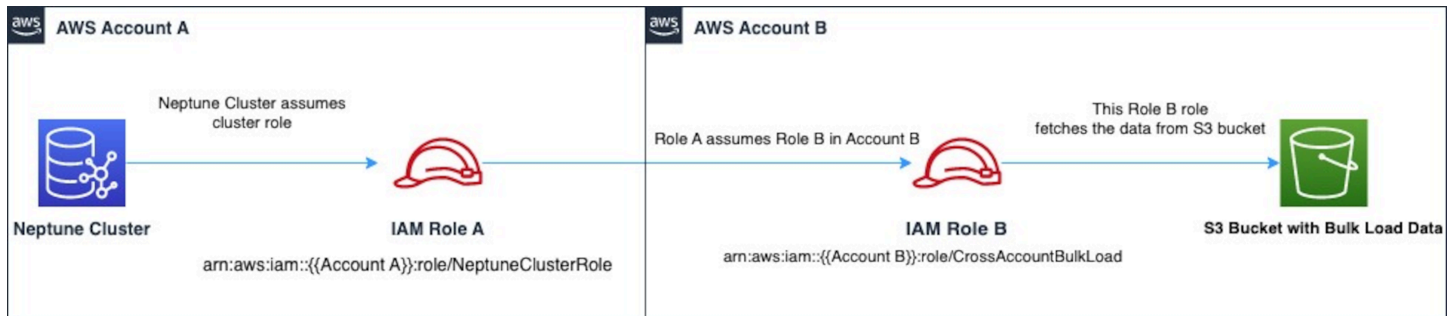 aws
AWS Account A
aws
AWS Account B
Neptune Cluster assumes
cluster role
This Role B role
fetches the data from S3 bucket
Role A assumes Role B in Account B
Neptune Cluster
IAM Role A
IAM Role B
S3 Bucket with Bulk Load Data
arn:aws:iam::{{Account A}}:role/NeptuneClusterRole
arn:aws:iam::{{Account B}}:role/CrossAccountBulkLoad